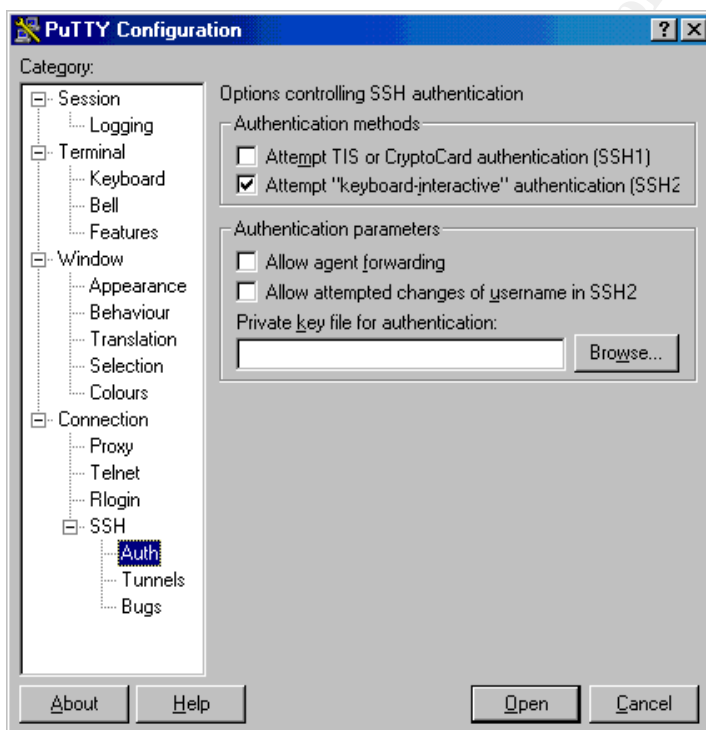 PuTTY Configuration
Category:
Session
Logging
Terminal
Keyboard
Bell
Features
Window
Appearance
Behaviour
Translation
Selection
Colours
Connection
Proxy
Telnet
Rlogin
SSH
Auth
Tunnels
Bugs
Options controlling SSH authentication
Authentication methods
Attempt TIS or CryptoCard authentication (SSH1)
Attempt "keyboard-interactive" authentication (SSH2
Authentication parameters
Allow agent forwarding
Allow attempted changes of username in SSH2
Private key file for authentication:
Browse...
About
Help
Open
Cancel